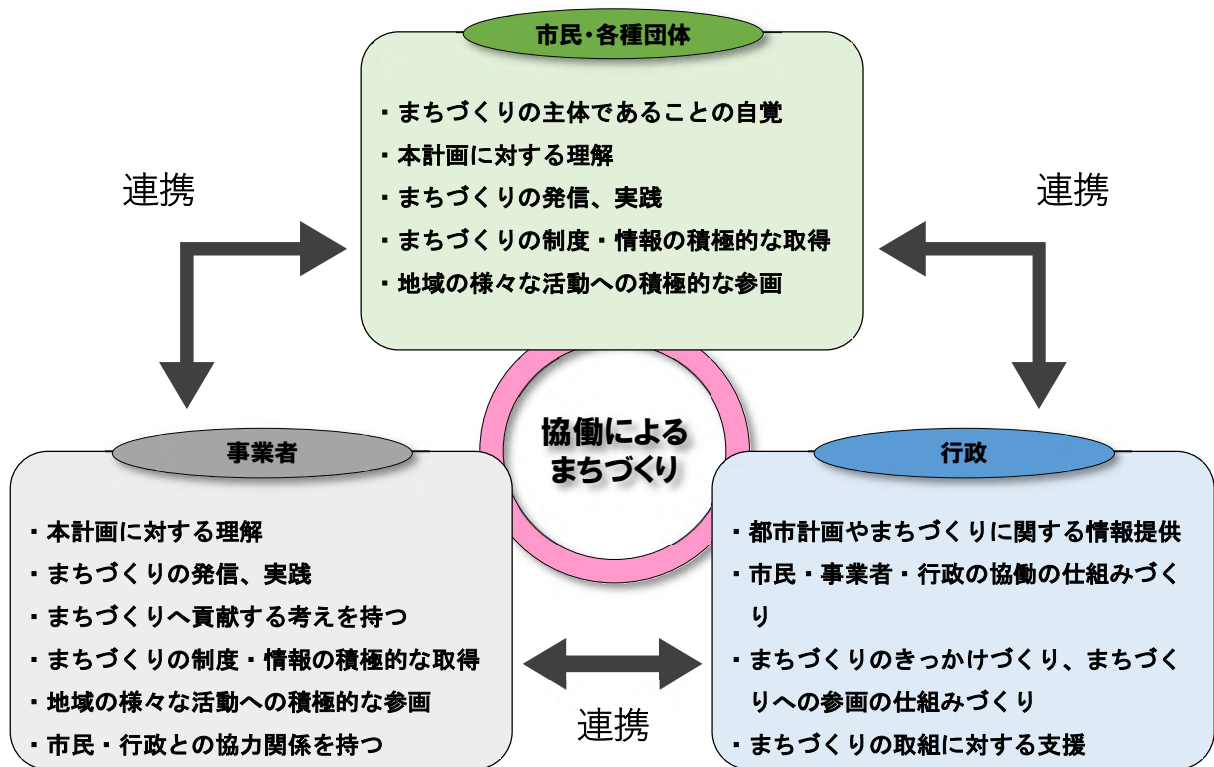 市民・各種団体
・まちづくりの主体であることの自覚
・本計画に対する理解
・まちづくりの発信、実践
・まちづくりの制度・情報の積極的な取得
・地域の様々な活動への積極的な参画
連携
連携
協働による
まちづくり
事業者
・本計画に対する理解
・まちづくりの発信、実践
・まちづくりへ貢献する考えを持つ
・まちづくりの制度・情報の積極的な取得
・地域の様々な活動への積極的な参画
・市民・行政との協力関係を持つ
連携
行政
・都市計画やまちづくりに関する情報提供
・市民・事業者・行政の協働の仕組みづく
り
・まちづくりのきっかけづくり、まちづく
りへの参画の仕組みづくり
・まちづくりの取組に対する支援